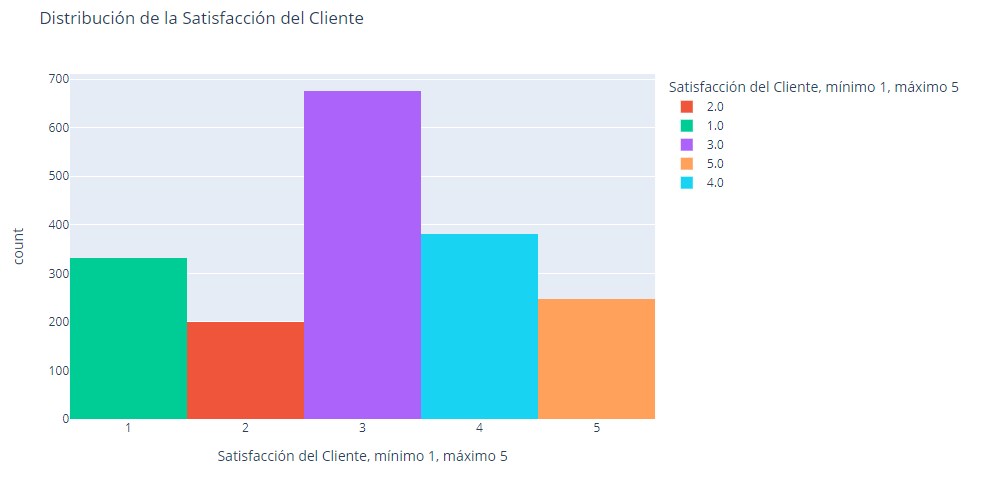 Distribución de la Satisfacción del Cliente
700
600
500
400
300
200
100
0
count
1 2 3 4 5
Satisfacción del Cliente, mínimo 1, máximo 5
Satisfacción del Cliente, mínimo 1, máximo 5
2.0
1.0
3.0
5.0
4.0